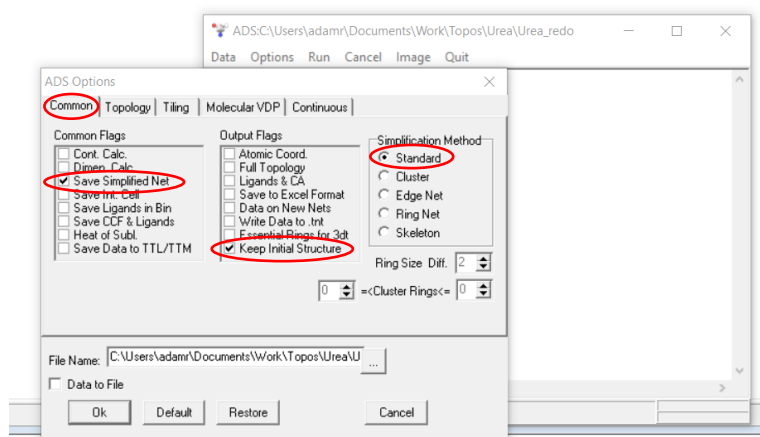 ADS:C:\Users\adamr\Documents\Work\Topos\Urea\Urea_redo
Data Options Run Cancel Image Quit
ADS Options
Common Topology Tiling Molecular VDP Continuous
Common Flags
Cont. Calc.
Dimen. Calc.
Save Simplified Net
Save Int. Cell
Save Ligands in Bin
Save CCF & Ligands
Heat of Subl.
Save Data to TTL/TTM
Output Flags
Atomic Coord.
Full Topology
Ligands & CA
Save to Excel Format
Data on New Nets
Write Data to .tnt
Essential Rings for 3dt
Keep Initial Structure
Simplification Method
Standard
Cluster
Edge Net
Ring Net
Skeleton
Ring Size Diff. 2
0 =<Cluster Rings<= 0
File Name: C:\Users\adamr\Documents\Work\Topos\Urea\U ...
Data to File
Ok Default Restore Cancel